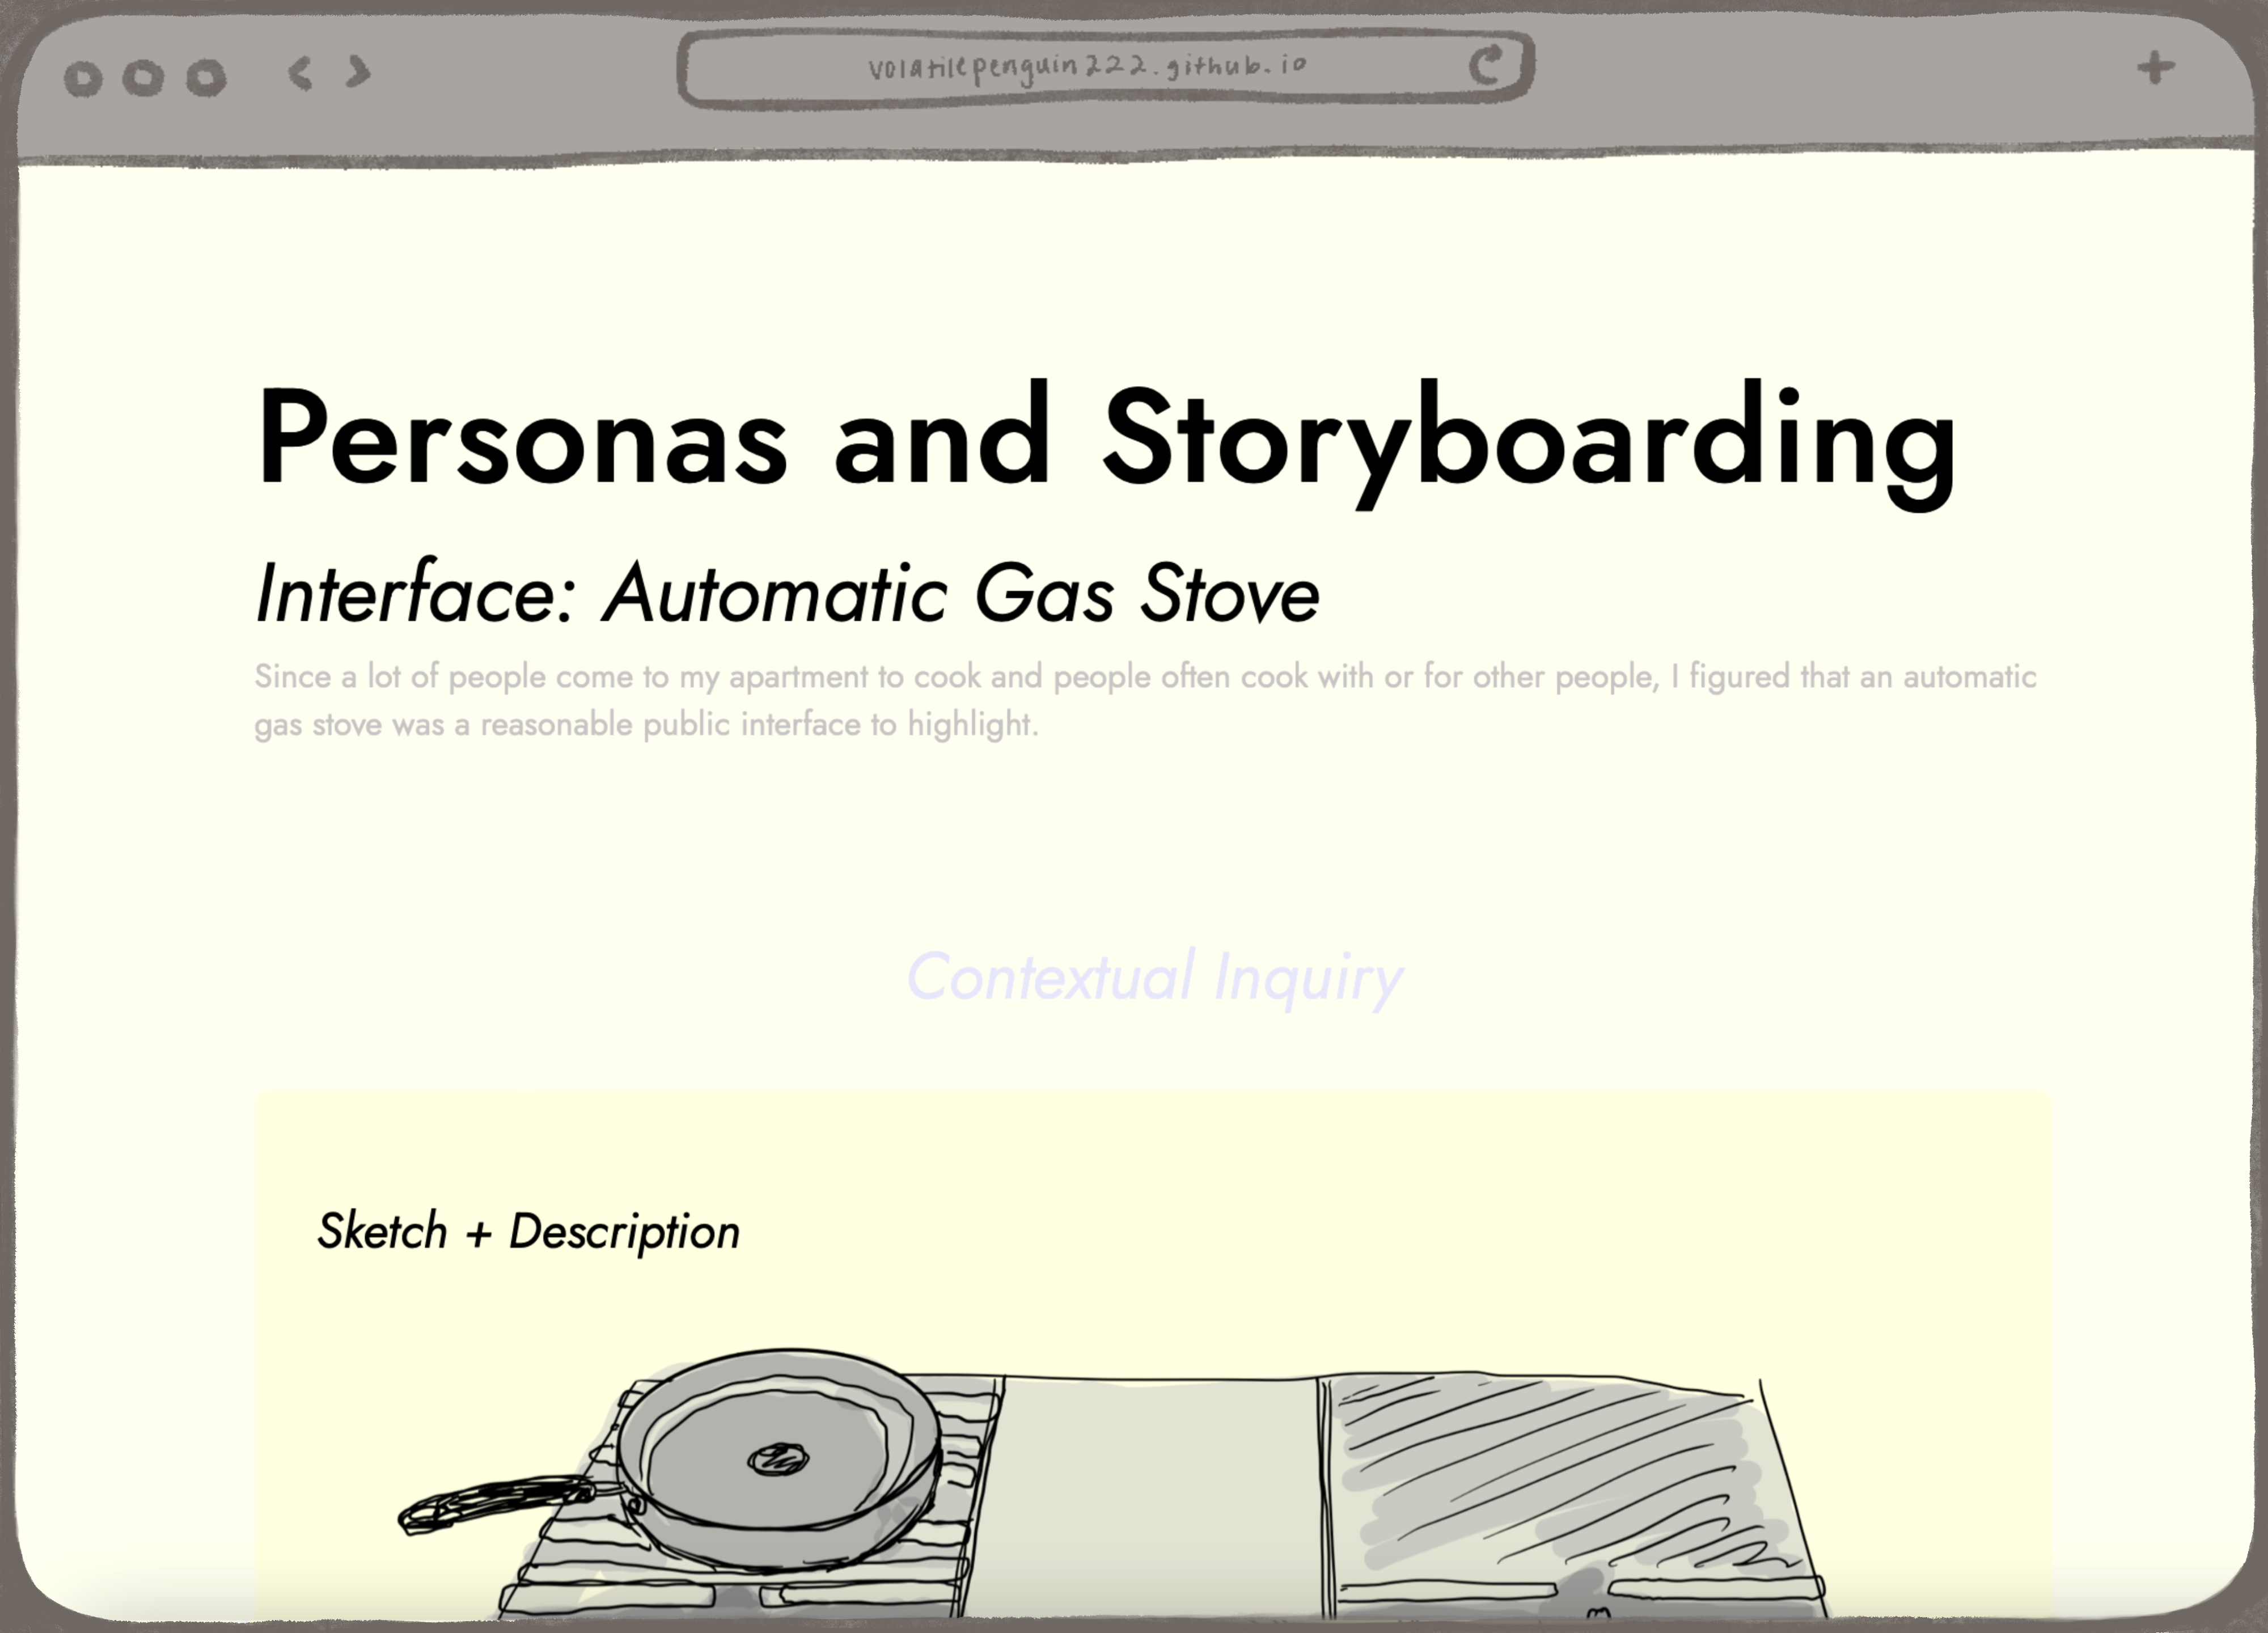 volatilepenguin222.github.io
Personas and Storyboarding
Interface: Automatic Gas Stove
Since a lot of people come to my apartment to cook and people often cook with or for other people, I figured that an automatic
gas stove was a reasonable public interface to highlight.
Contextual Inquiry
Sketch + Description